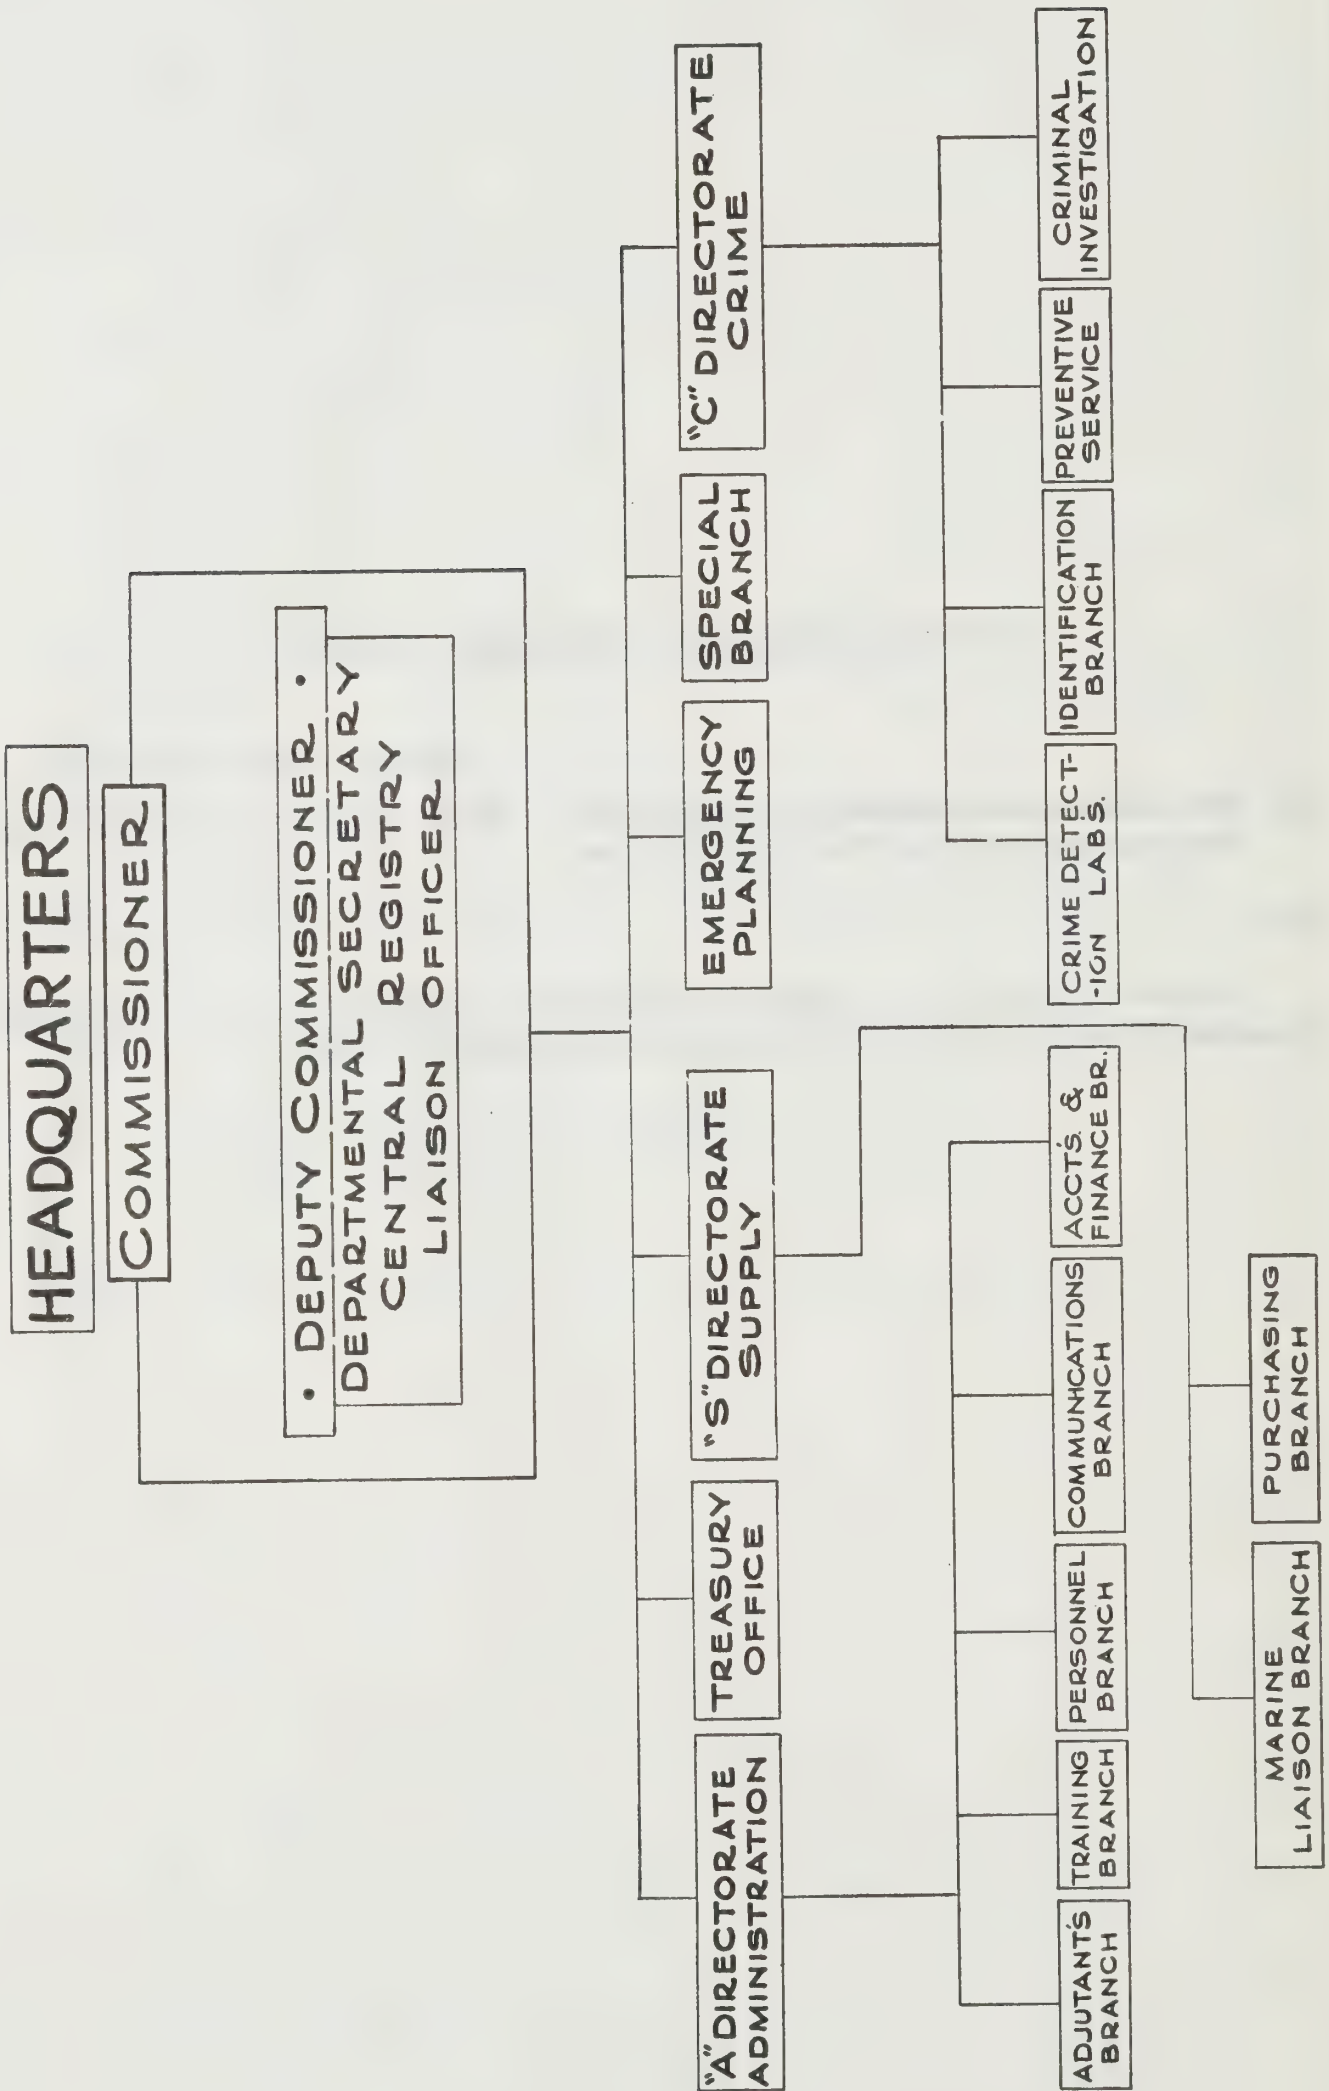 HEADQUARTERS
COMMISSIONER
• DEPUTY COMMISSIONER •
DEPARTMENTAL SECRETARY
CENTRAL REGISTRY
LIAISON OFFICER
"A" DIRECTORATE
ADMINISTRATION
TREASURY
OFFICE
"S" DIRECTORATE
SUPPLY
EMERGENCY
PLANNING
SPECIAL
BRANCH
"C" DIRECTORATE
CRIME
ADJUTANT'S
BRANCH
TRAINING
BRANCH
PERSONNEL
BRANCH
COMMUNICATIONS
BRANCH
ACCT'S. &
FINANCE BR.
CRIME DETECT-
-ION LABS.
IDENTIFICATION
BRANCH
PREVENTIVE
SERVICE
CRIMINAL
INVESTIGATION
MARINE
LIAISON BRANCH
PURCHASING
BRANCH